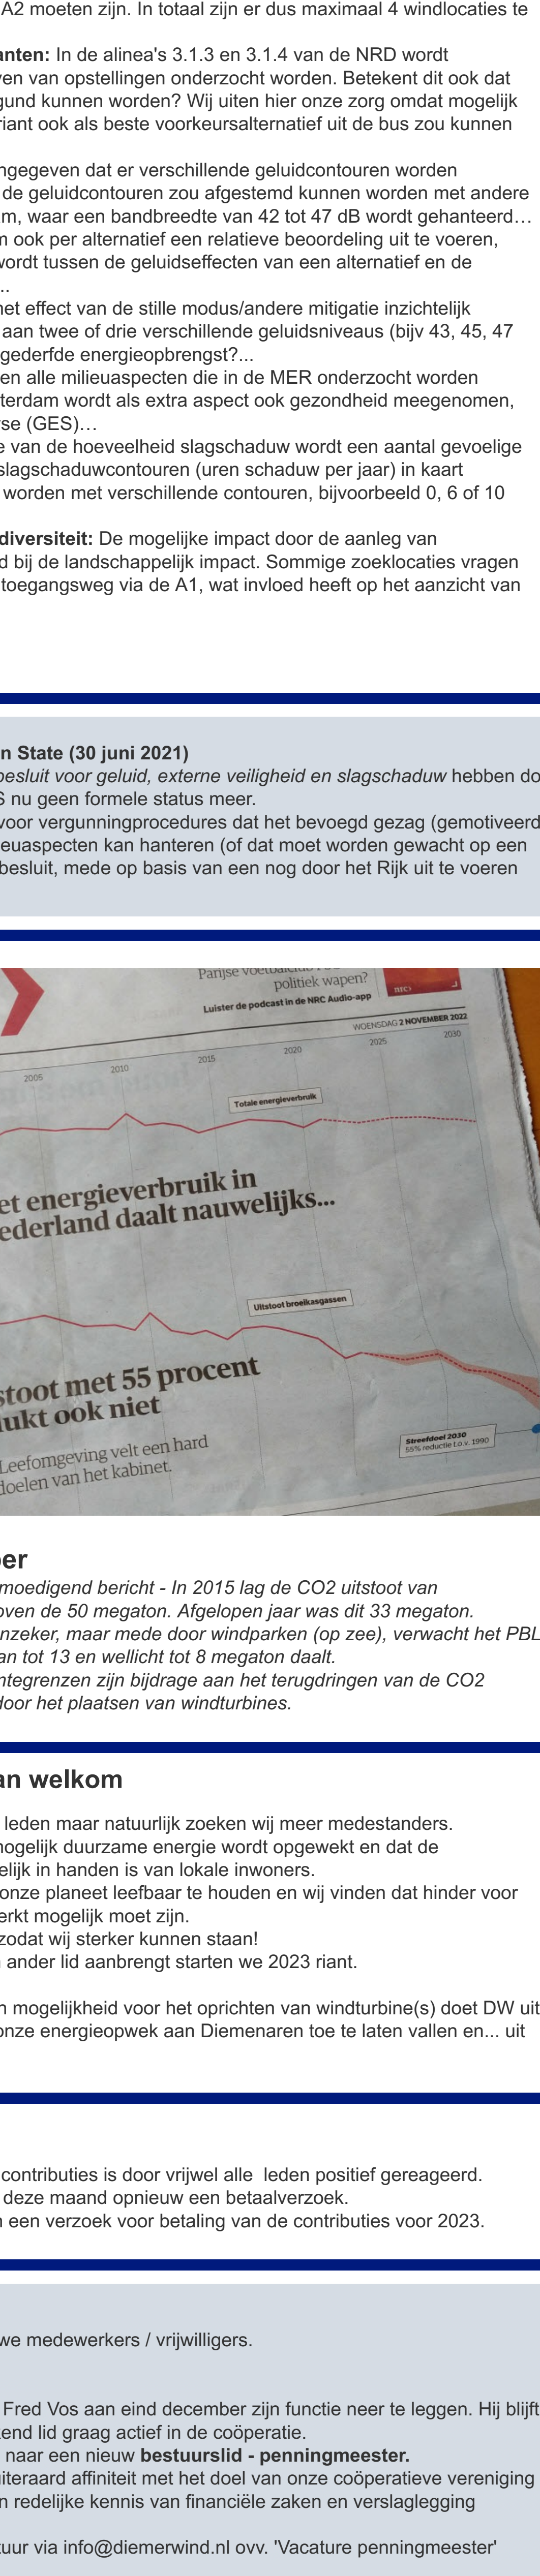 A2 moeten zijn. In totaal zijn er dus maximaal 4 windlocaties te
anten: In de alinea's 3.1.3 en 3.1.4 van de NRD wordt
ven van opstellingen onderzocht worden. Betekent dit ook dat
gund kunnen worden? Wij uiten hier onze zorg omdat mogelijk
riant ook als beste voorkeursalternatief uit de bus zou kunnen
ngegeven dat er verschillende geluidcontouren worden
de geluidcontouren zou afgestemd kunnen worden met andere
m, waar een bandbreedte van 42 tot 47 dB wordt gehanteerd…
m ook per alternatief een relatieve beoordeling uit te voeren,
wordt tussen de geluidseffecten van een alternatief en de
..
het effect van de stille modus/andere mitigatie inzichtelijk
aan twee of drie verschillende geluidsniveaus (bijv 43, 45, 47
gederfde energieopbrengst?...
en alle milieuaspecten die in de MER onderzocht worden
sterdam wordt als extra aspect ook gezondheid meegenomen,
rse (GES)…
e van de hoeveelheid slagschaduw wordt een aantal gevoelige
slagschaduwcontouren (uren schaduw per jaar) in kaart
worden met verschillende contouren, bijvoorbeeld 0, 6 of 10
diversiteit: De mogelijke impact door de aanleg van
d bij de landschappelijk impact. Sommige zoeklocaties vragen
toegangsweg via de A1, wat invloed heeft op het aanzicht van
n State (30 juni 2021)
besluit voor geluid, externe veiligheid en slagschaduw hebben do
S nu geen formele status meer.
voor vergunningprocedures dat het bevoegd gezag (gemotiveerd
ieuaspecten kan hanteren (of dat moet worden gewacht op een
besluit, mede op basis van een nog door het Rijk uit te voeren
Parijse
politiek wapen?
Luister de podcast in de NRC Audio-app
nrc
WOENSDAG 2 NOVEMBER 2022
2005 2010 2015 2020 2025 2030
Totale energieverbruik
et energieverbruik in
ederland daalt nauwelijks...
Uitstoot broeikasgassen
stoot met 55 procent
lukt ook niet
Leefomgeving velt een hard
doelen van het kabinet.
Streefdoel 2030
55% reductie t.o.v. 1990
er
moedigend bericht - In 2015 lag de CO2 uitstoot van
oven de 50 megaton. Afgelopen jaar was dit 33 megaton.
nzeker, maar mede door windparken (op zee), verwacht het PBL
an tot 13 en wellicht tot 8 megaton daalt.
ntegrenzen zijn bijdrage aan het terugdringen van de CO2
door het plaatsen van windturbines.
an welkom
leden maar natuurlijk zoeken wij meer medestanders.
mogelijk duurzame energie wordt opgewekt en dat de
elijk in handen is van lokale inwoners.
onze planeet leefbaar te houden en wij vinden dat hinder voor
erkt mogelijk moet zijn.
zodat wij sterker kunnen staan!
ander lid aanbrengt starten we 2023 riant.
n mogelijkheid voor het oprichten van windturbine(s) doet DW uit
onze energieopwek aan Diemenaren toe te laten vallen en... uit
contributies is door vrijwel alle leden positief gereageerd.
deze maand opnieuw een betaalverzoek.
n een verzoek voor betaling van de contributies voor 2023.
we medewerkers / vrijwilligers.
Fred Vos aan eind december zijn functie neer te leggen. Hij blijft
kend lid graag actief in de coöperatie.
naar een nieuw bestuurslid - penningmeester.
uiteraard affiniteit met het doel van onze coöperatieve vereniging
n redelijke kennis van financiële zaken en verslaglegging
tuur via info@diemerwind.nl ovv. 'Vacature penningmeester'